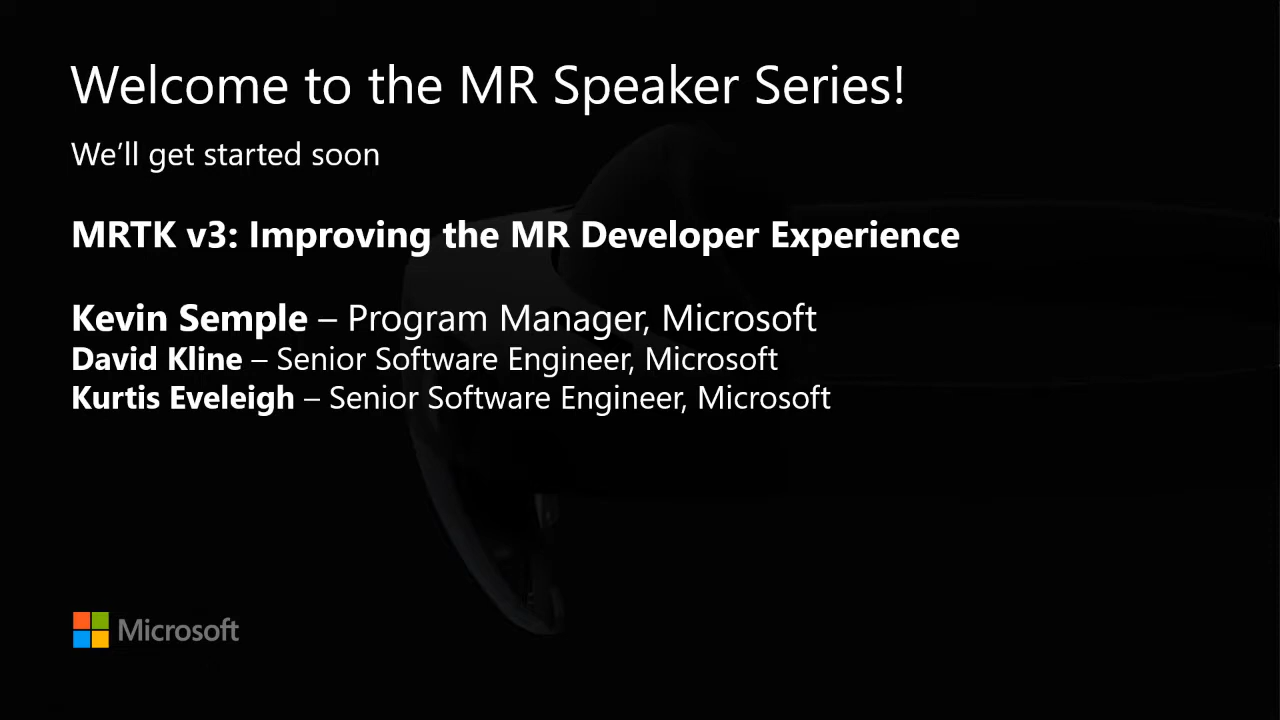 Welcome to the MR Speaker Series!
We’ll get started soon
MRTK v3: Improving the MR Developer Experience
Kevin Semple – Program Manager, Microsoft
David Kline – Senior Software Engineer, Microsoft
Kurtis Eveleigh – Senior Software Engineer, Microsoft
Microsoft